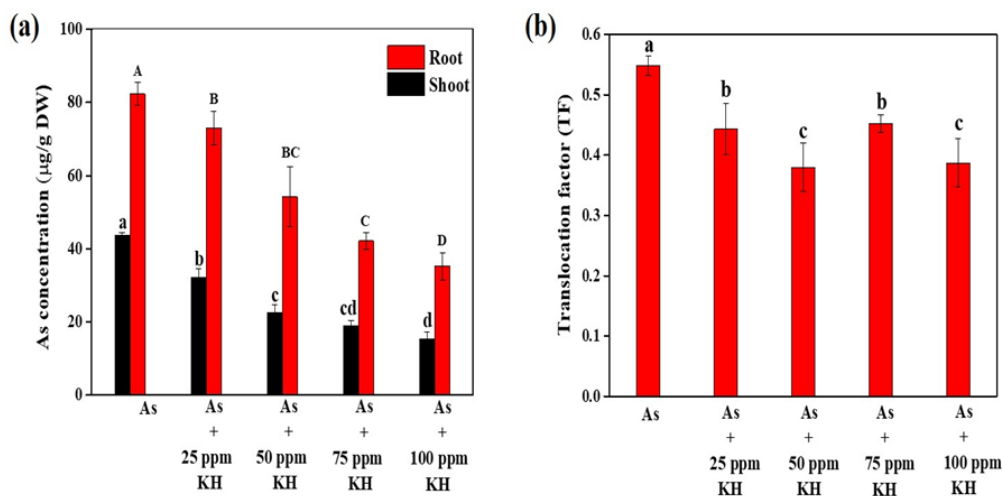 (a)
As concentration (µg/g DW)
100
80
60
40
20
0
Root
Shoot
A
B
BC
C
D
a
b
c
cd
d
As As As As As
+ + + +
25 ppm 50 ppm 75 ppm 100 ppm
KH KH KH KH
(b)
Translocation factor (TF)
0.6
0.5
0.4
0.3
0.2
0.1
0.0
a
b
c
b
c
As As As As As
+ + + +
25 ppm 50 ppm 75 ppm 100 ppm
KH KH KH KH